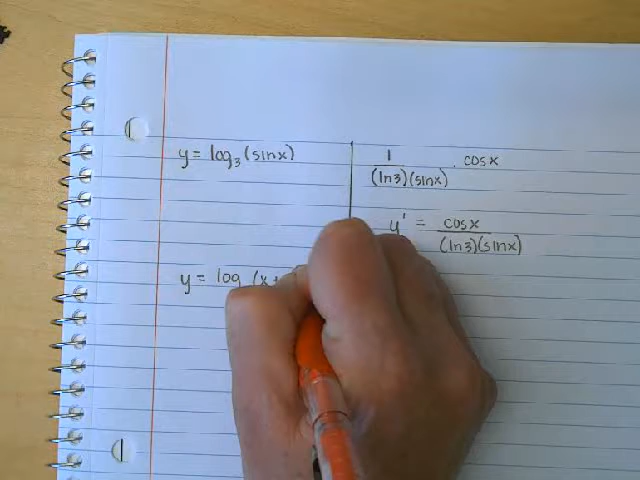 y = log₃(sinx)
1
(ln3)(sinx) · cosx
y' = cosx
(ln3)(sinx)
y = log (x